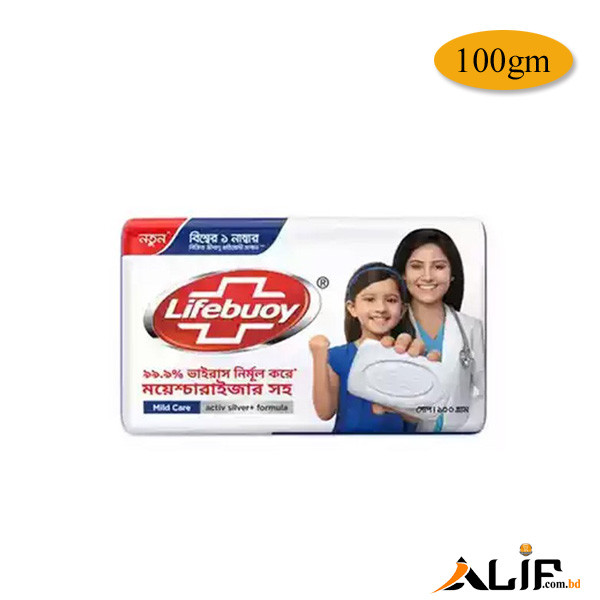 100gm
নতুন
বিশ্বের ১ নাম্বার
Lifebuoy
®
৯৯.৯% ভাইরাস নির্মূল করে*
ময়েশ্চারাইজার সহ
Mild Care activ silver+ formula
সোপ। ১০০ গ্রাম
ALIF.com.bd